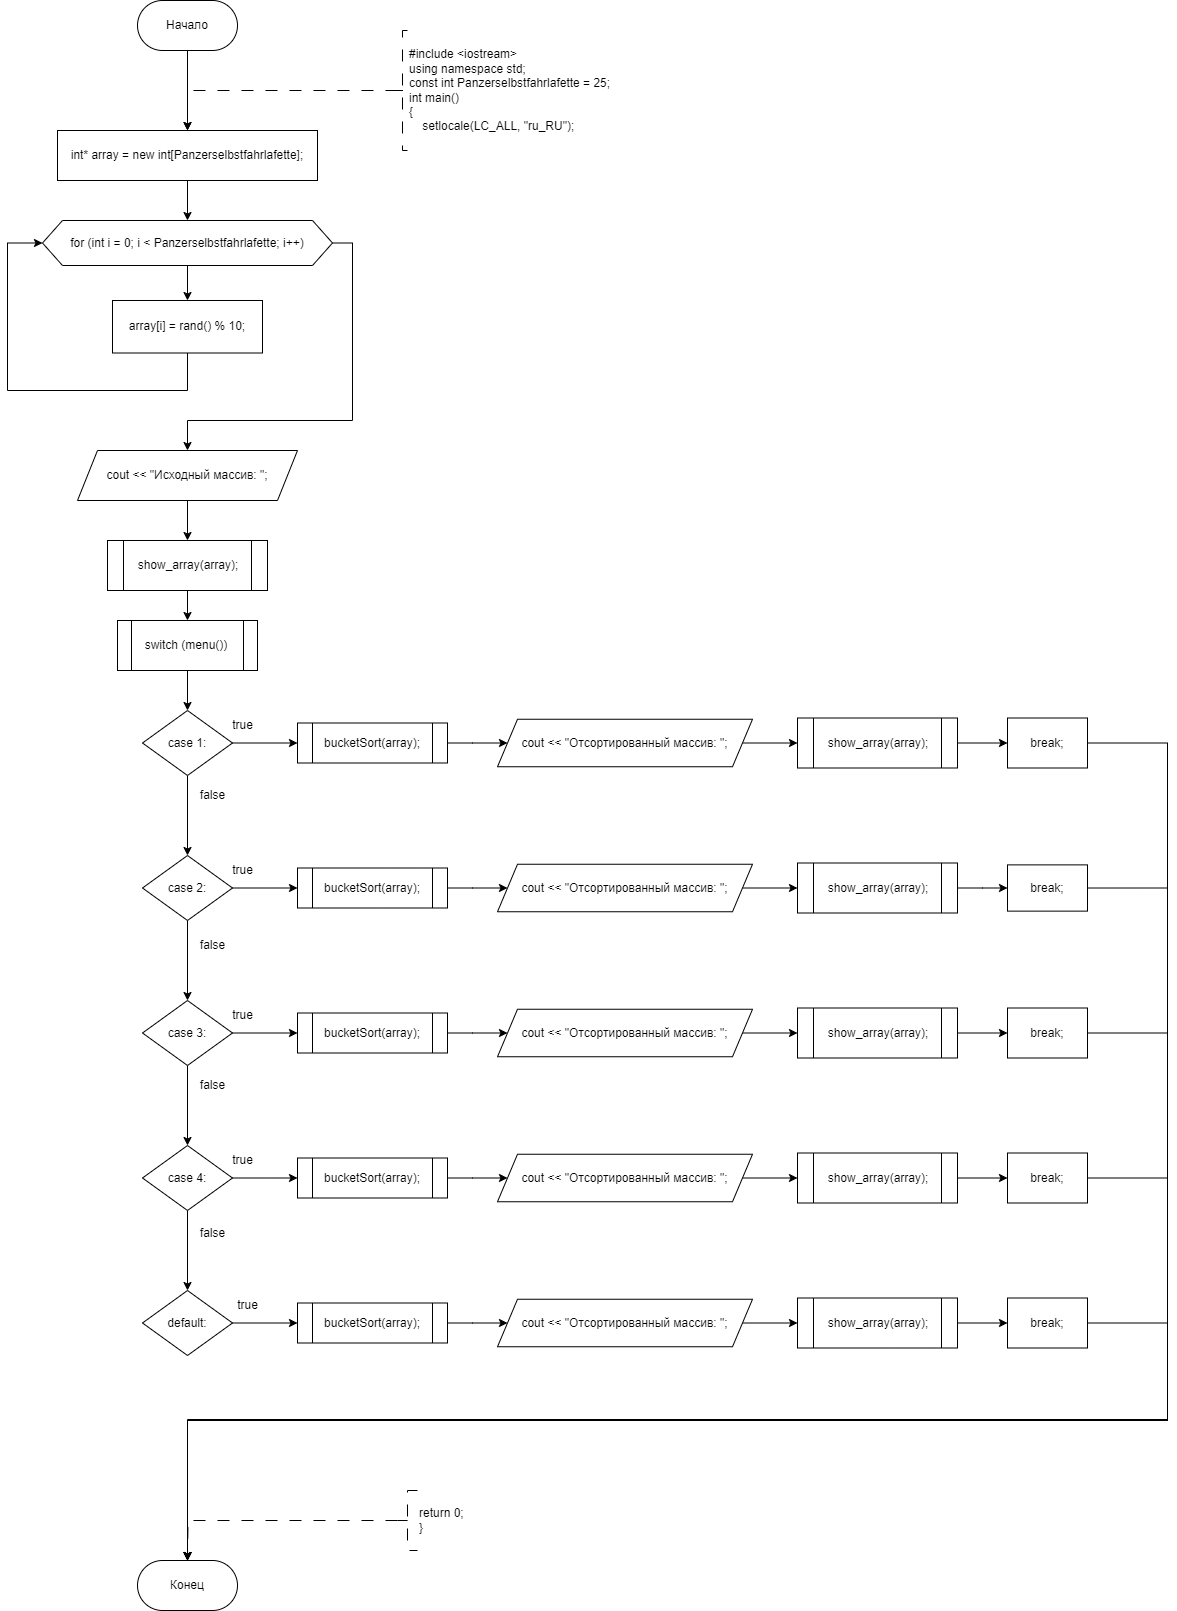 Начало
#include <iostream>
using namespace std;
const int Panzerselbstfahrlafette = 25;
int main()
{
setlocale(LC_ALL, "ru_RU");
int* array = new int[Panzerselbstfahrlafette];
for (int i = 0; i < Panzerselbstfahrlafette; i++)
array[i] = rand() % 10;
cout << "Исходный массив: ";
show_array(array);
switch (menu())
case 1:
true
bucketSort(array);
cout << "Отсортированный массив: ";
show_array(array);
break;
false
case 2:
true
bucketSort(array);
cout << "Отсортированный массив: ";
show_array(array);
break;
false
case 3:
true
bucketSort(array);
cout << "Отсортированный массив: ";
show_array(array);
break;
false
case 4:
true
bucketSort(array);
cout << "Отсортированный массив: ";
show_array(array);
break;
false
default:
true
bucketSort(array);
cout << "Отсортированный массив: ";
show_array(array);
break;
return 0;
}
Конец